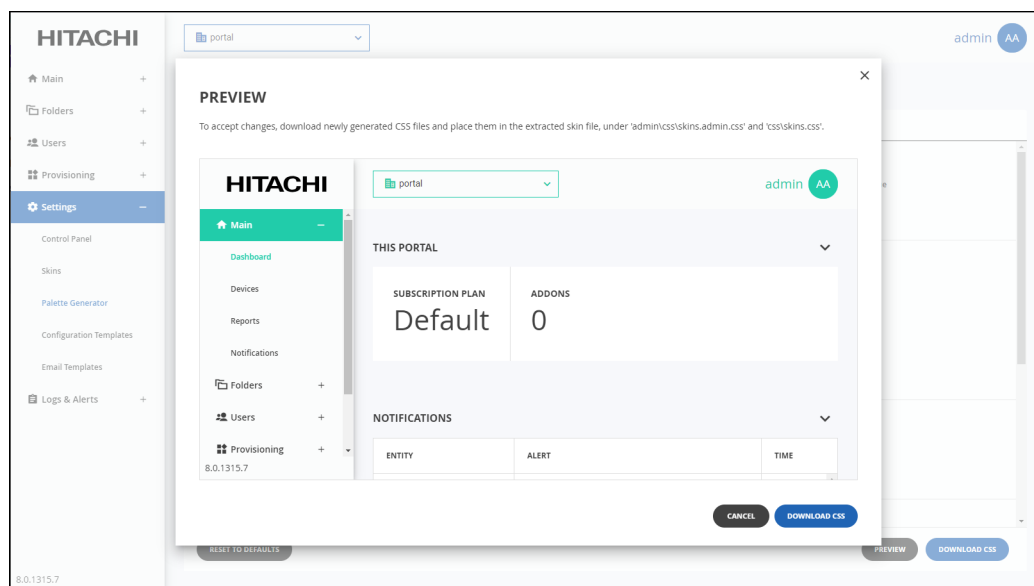 HITACHI
portal
admin AA
Main
Folders
Users
Provisioning
Settings
Control Panel
Skins
Palette Generator
Configuration Templates
Email Templates
Logs & Alerts
8.0.1315.7
PREVIEW
To accept changes, download newly generated CSS files and place them in the extracted skin file, under 'admin\css\skins.admin.css' and 'css\skins.css'.
HITACHI
portal
admin AA
Main
Dashboard
Devices
Reports
Notifications
Folders
Users
Provisioning
8.0.1315.7
THIS PORTAL
SUBSCRIPTION PLAN
Default
ADDONS
0
NOTIFICATIONS
ENTITY ALERT TIME
CANCEL DOWNLOAD CSS
RESET TO DEFAULTS
PREVIEW DOWNLOAD CSS